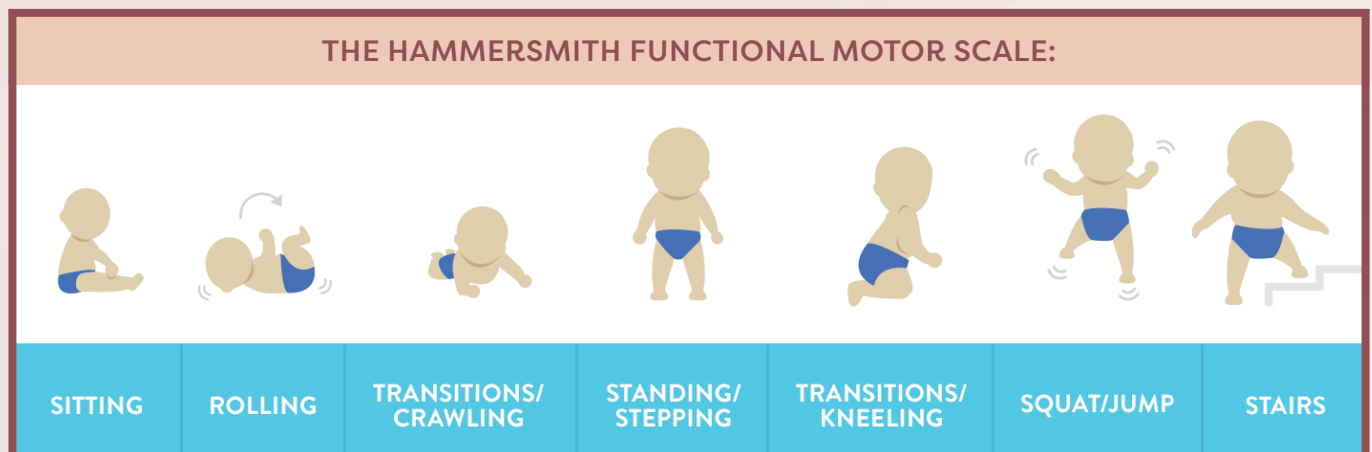 THE HAMMERSMITH FUNCTIONAL MOTOR SCALE:
SITTING
ROLLING
TRANSITIONS/
CRAWLING
STANDING/
STEPPING
TRANSITIONS/
KNEELING
SQUAT/JUMP
STAIRS